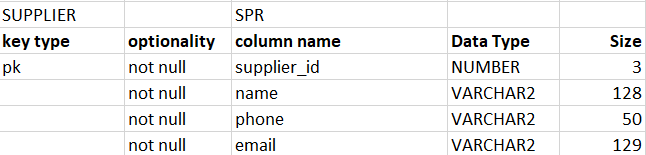 SUPPLIER SPR
key type optionality column name Data Type Size
pk not null supplier_id NUMBER 3
not null name VARCHAR2 128
not null phone VARCHAR2 50
not null email VARCHAR2 129